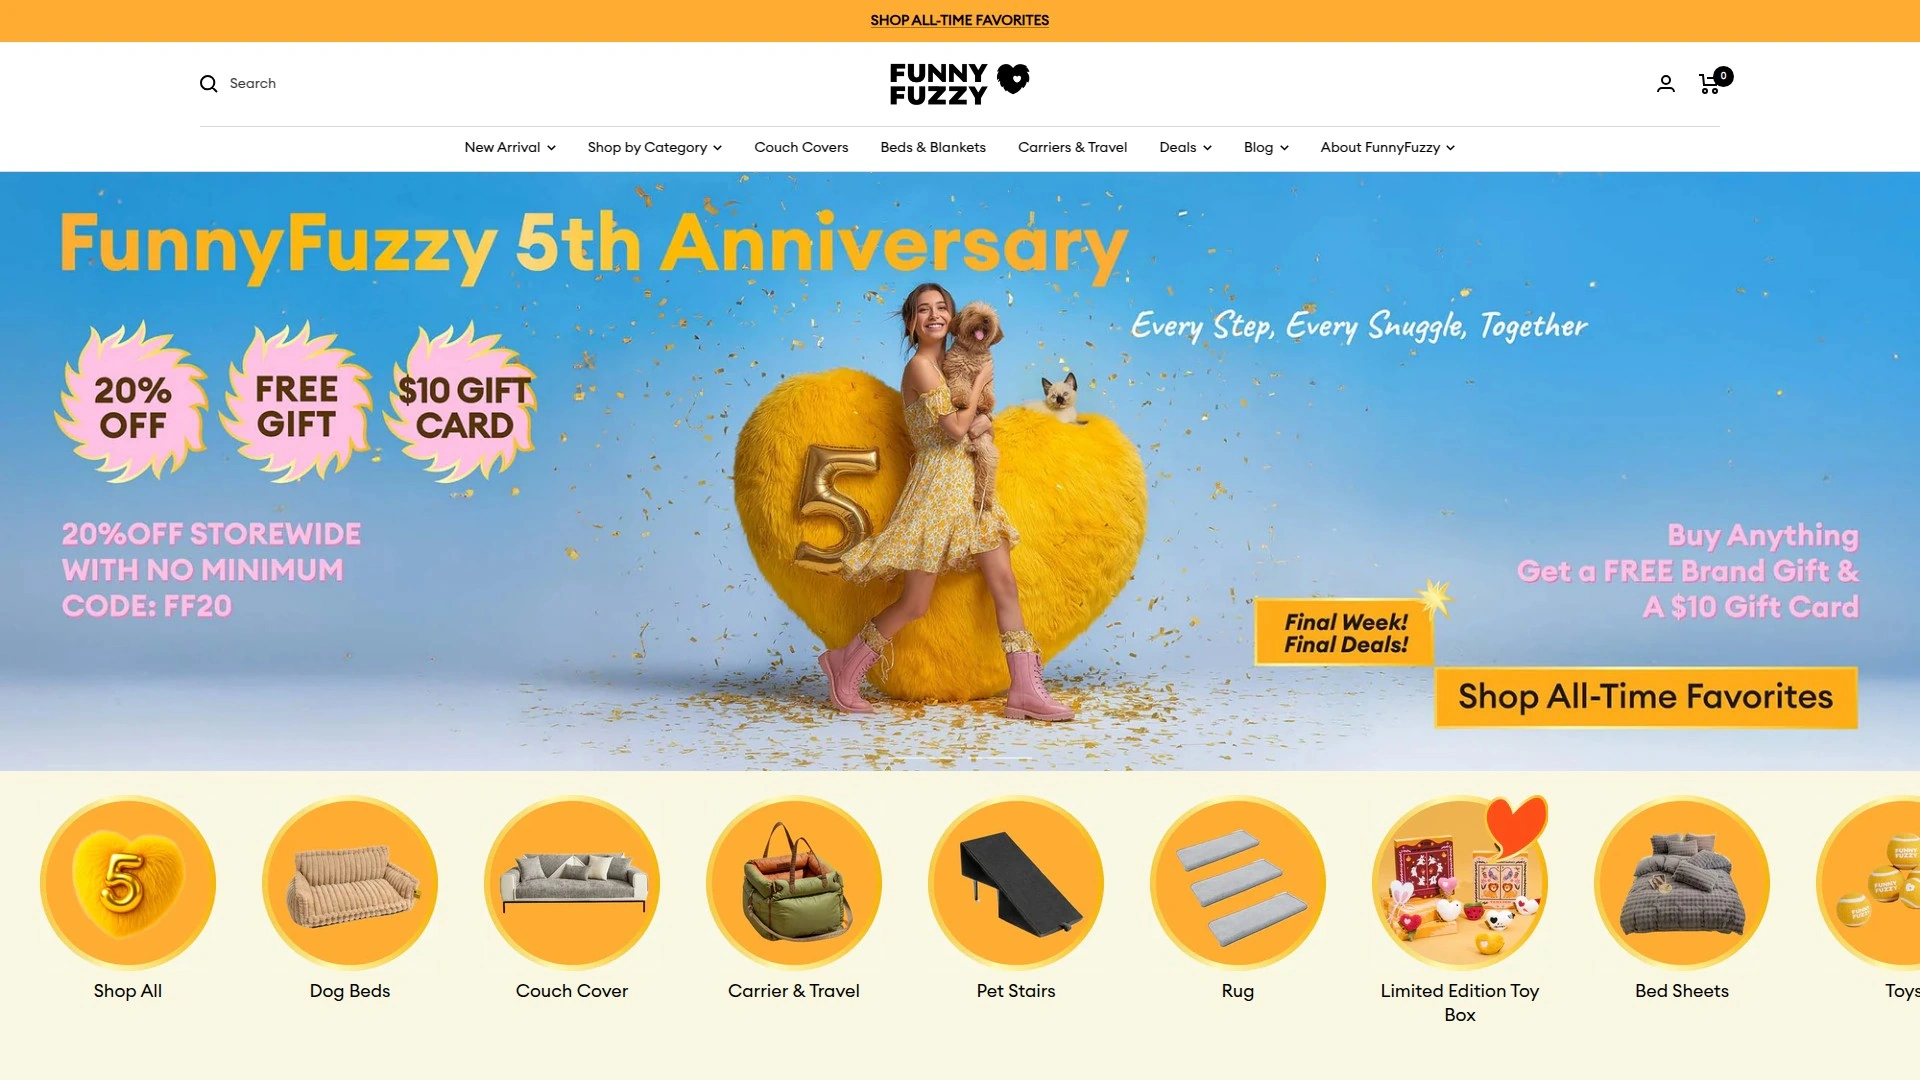 SHOP ALL-TIME FAVORITES
Search
FUNNY
FUZZY
0
New Arrival
Shop by Category
Couch Covers
Beds & Blankets
Carriers & Travel
Deals
Blog
About FunnyFuzzy
FunnyFuzzy 5th Anniversary
Every Step, Every Snuggle, Together
20%
OFF
FREE
GIFT
$10 GIFT
CARD
5
20%OFF STOREWIDE
WITH NO MINIMUM
CODE: FF20
Buy Anything
Get a FREE Brand Gift &
A $10 Gift Card
Final Week!
Final Deals!
Shop All-Time Favorites
5
Shop All
Dog Beds
Couch Cover
Carrier & Travel
Pet Stairs
Rug
Limited Edition Toy
Box
Bed Sheets
Toys